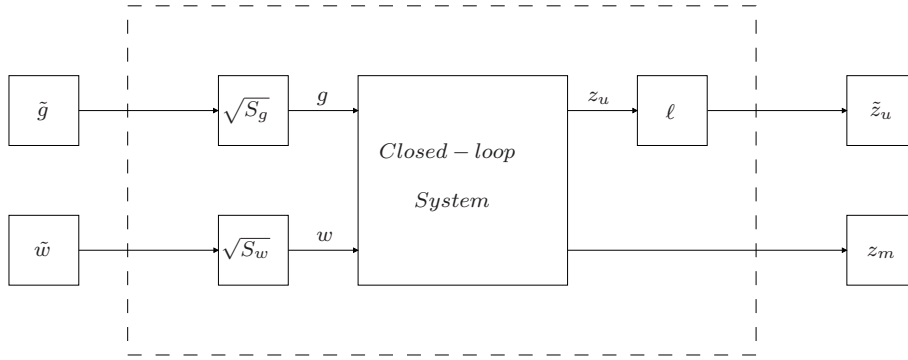 g̃
√S_g
g
z_u
ℓ
z̃_u
Closed − loop
System
w̃
√S_w
w
z_m